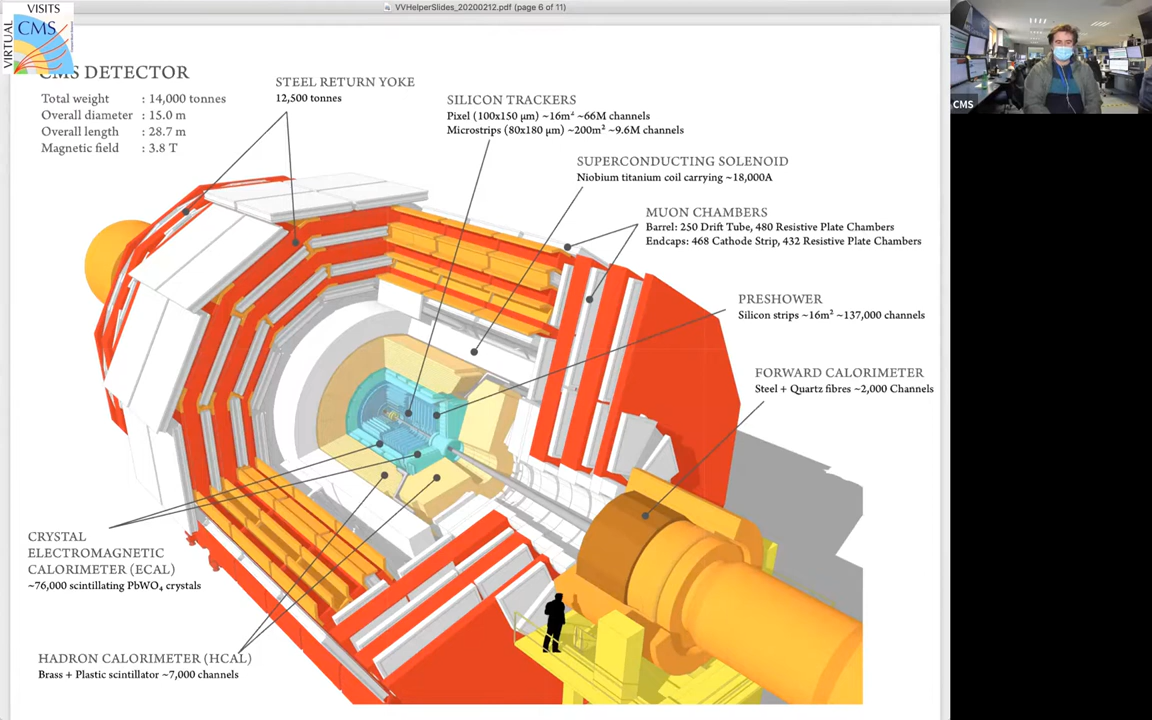 VVHelperSlides_20200212.pdf (page 6 of 11)
VIRTUAL
VISITS
CMS
CMS DETECTOR
Total weight : 14,000 tonnes
Overall diameter : 15.0 m
Overall length : 28.7 m
Magnetic field : 3.8 T
STEEL RETURN YOKE
12,500 tonnes
SILICON TRACKERS
Pixel (100x150 μm) ~16m² ~66M channels
Microstrips (80x180 μm) ~200m² ~9.6M channels
SUPERCONDUCTING SOLENOID
Niobium titanium coil carrying ~18,000A
MUON CHAMBERS
Barrel: 250 Drift Tube, 480 Resistive Plate Chambers
Endcaps: 468 Cathode Strip, 432 Resistive Plate Chambers
PRESHOWER
Silicon strips ~16m² ~137,000 channels
FORWARD CALORIMETER
Steel + Quartz fibres ~2,000 Channels
CRYSTAL
ELECTROMAGNETIC
CALORIMETER (ECAL)
~76,000 scintillating PbWO₄ crystals
HADRON CALORIMETER (HCAL)
Brass + Plastic scintillator ~7,000 channels
CMS